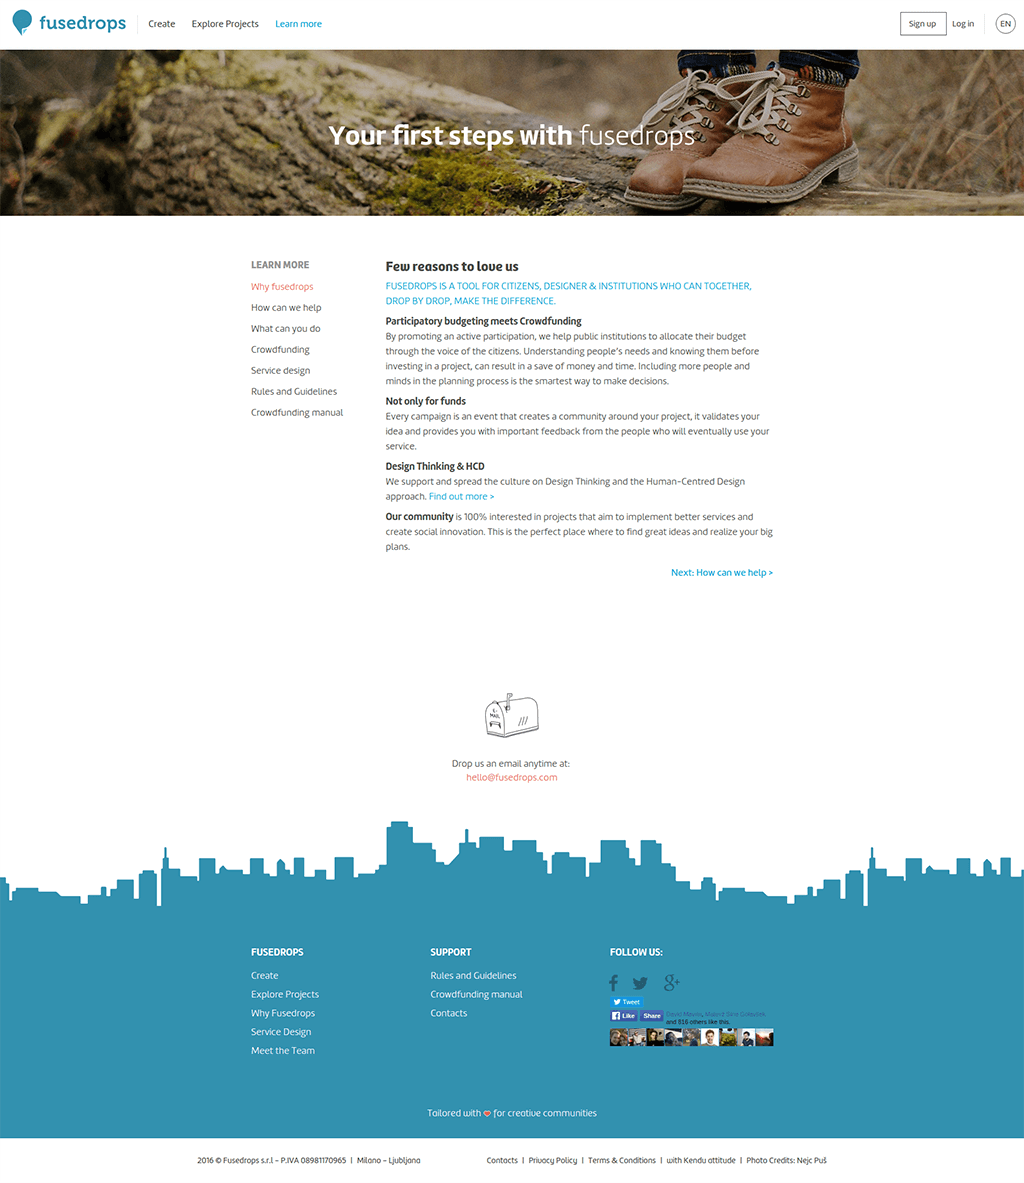 fusedrops
Create
Explore Projects
Learn more
Sign up
Log in
EN
Your first steps with fusedrops
LEARN MORE
Why fusedrops
How can we help
What can you do
Crowdfunding
Service design
Rules and Guidelines
Crowdfunding manual
Few reasons to love us
FUSEDROPS IS A TOOL FOR CITIZENS, DESIGNER & INSTITUTIONS WHO CAN TOGETHER,
DROP BY DROP, MAKE THE DIFFERENCE.
Participatory budgeting meets Crowdfunding
By promoting an active participation, we help public institutions to allocate their budget
through the voice of the citizens. Understanding people's needs and knowing them before
investing in a project, can result in a save of money and time. Including more people and
minds in the planning process is the smartest way to make decisions.
Not only for funds
Every campaign is an event that creates a community around your project, it validates your
idea and provides you with important feedback from the people who will eventually use your
service.
Design Thinking & HCD
We support and spread the culture on Design Thinking and the Human-Centred Design
approach. Find out more >
Our community is 100% interested in projects that aim to implement better services and
create social innovation. This is the perfect place where to find great ideas and realize your big
plans.
Next: How can we help >
E-
MAIL
Drop us an email anytime at:
hello@fusedrops.com
FUSEDROPS
Create
Explore Projects
Why Fusedrops
Service Design
Meet the Team
SUPPORT
Rules and Guidelines
Crowdfunding manual
Contacts
FOLLOW US:
Tweet
Like
Share
and 816 others like this.
Tailored with for creative communities
2016 © Fusedrops s.r.l – P.IVA 08981170965 | Milano – Ljubljana
Contacts | Privacy Policy | Terms & Conditions | with Kendu attitude | Photo Credits: Nejc Puš